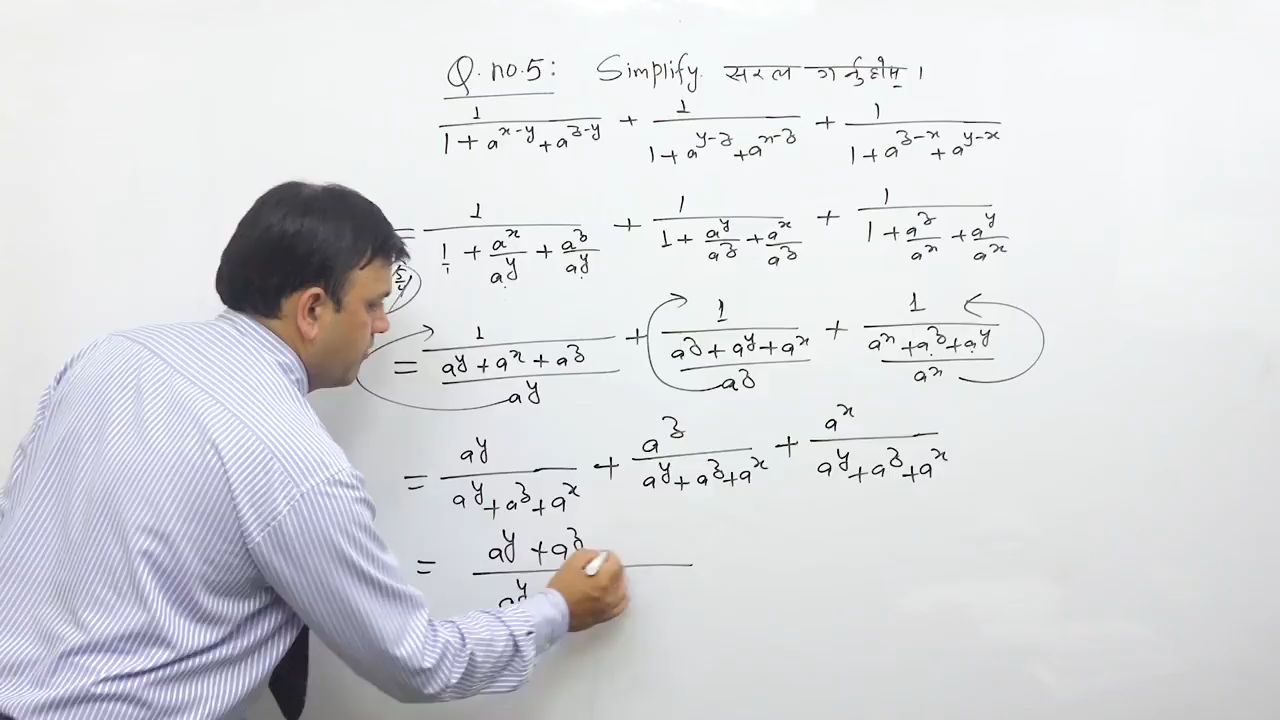 Q. no.5: Simplify. सरल गर्नुहोस् ।
1/(1 + a^(x-y) + a^(z-y)) + 1/(1 + a^(y-z) + a^(x-z)) + 1/(1 + a^(z-x) + a^(y-x))
= 1/(1/1 + a^x/a^y + a^z/a^y) + 1/(1 + a^y/a^z + a^x/a^z) + 1/(1 + a^z/a^x + a^y/a^x)
= 1/((a^y + a^x + a^z)/a^y) + 1/((a^z + a^y + a^x)/a^z) + 1/((a^x + a^z + a^y)/a^x)
= a^y/(a^y + a^z + a^x) + a^z/(a^y + a^z + a^x) + a^x/(a^y + a^z + a^x)
= (a^y + a^z)/(a^y